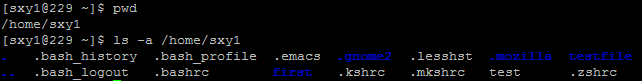 [sxy1@229 ~]$ pwd
/home/sxy1
[sxy1@229 ~]$ ls -a /home/sxy1
. .bash_history .bash_profile .emacs .gnome2 .lesshst .mozilla testfile
.. .bash_logout .bashrc first .kshrc .mkshrc test .zshrc